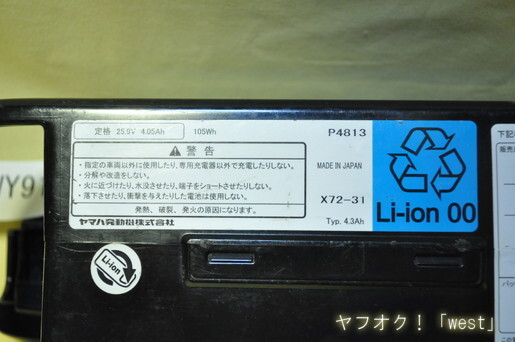 定格 25.9V 4.05Ah 105Wh
P4813
警告
・指定の車両以外に使用したり、専用充電器以外で充電したりしない。
・分解や改造をしない。
・火に近づけたり、水没させたり、端子をショートさせたりしない。
・落下させたり、衝撃を与えたりした電池は使用しない。
発熱、破裂、発火の原因になります。
ヤマハ発動機株式会社
MADE IN JAPAN
X72-31
Typ. 4.3Ah
Li-ion 00
Li-ion
下記の
ヤフオク！「west」